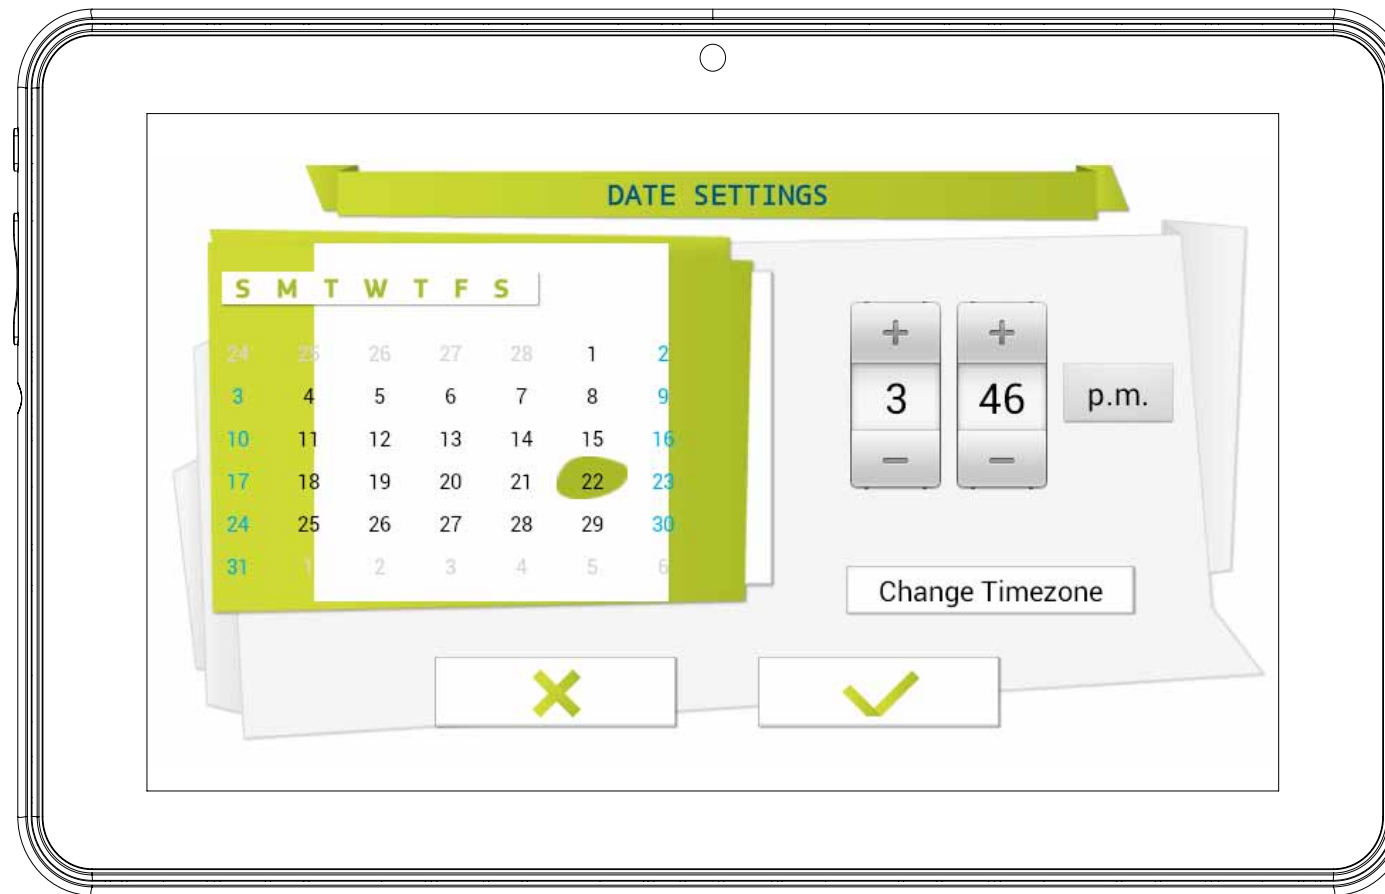 DATE SETTINGS
S M T W T F S
24 25 26 27 28 1 2
3 4 5 6 7 8 9
10 11 12 13 14 15 16
17 18 19 20 21 22 23
24 25 26 27 28 29 30
31 1 2 3 4 5 6
+ +
3 46 p.m.
− −
Change Timezone